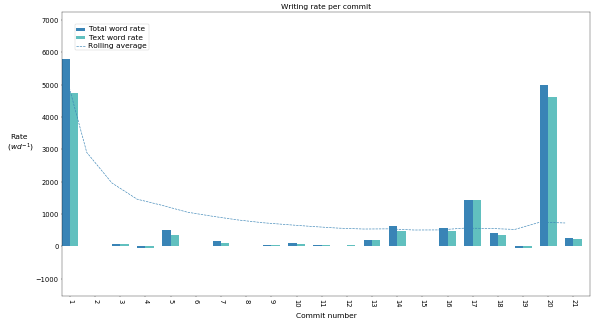 Writing rate per commit
7000
6000
5000
4000
3000
2000
1000
0
−1000
Rate
(wd⁻¹)
Total word rate
Text word rate
Rolling average
1 2 3 4 5 6 7 8 9 10 11 12 13 14 15 16 17 18 19 20 21
Commit number